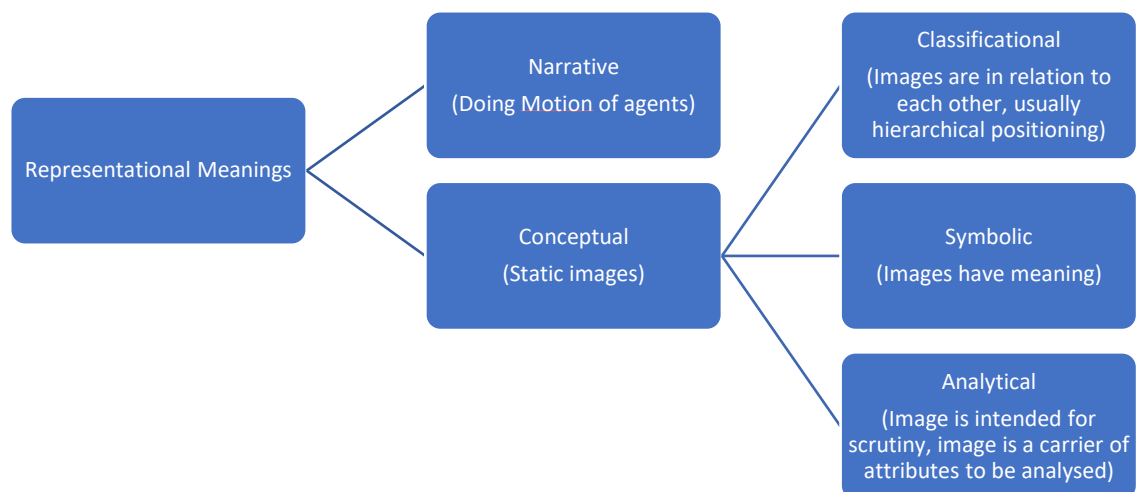 Representational Meanings
Narrative
(Doing Motion of agents)
Conceptual
(Static images)
Classificational
(Images are in relation to
each other, usually
hierarchical positioning)
Symbolic
(Images have meaning)
Analytical
(Image is intended for
scrutiny, image is a carrier of
attributes to be analysed)